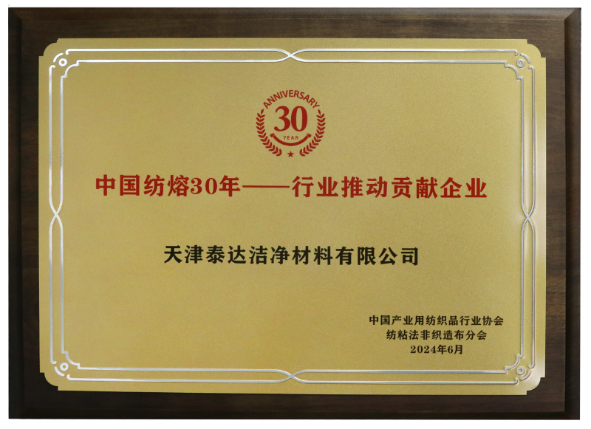 ANNIVERSARY
30
YEAR
中国纺熔30年——行业推动贡献企业
天津泰达洁净材料有限公司
中国产业用纺织品行业协会
纺粘法非织造布分会
2024年6月